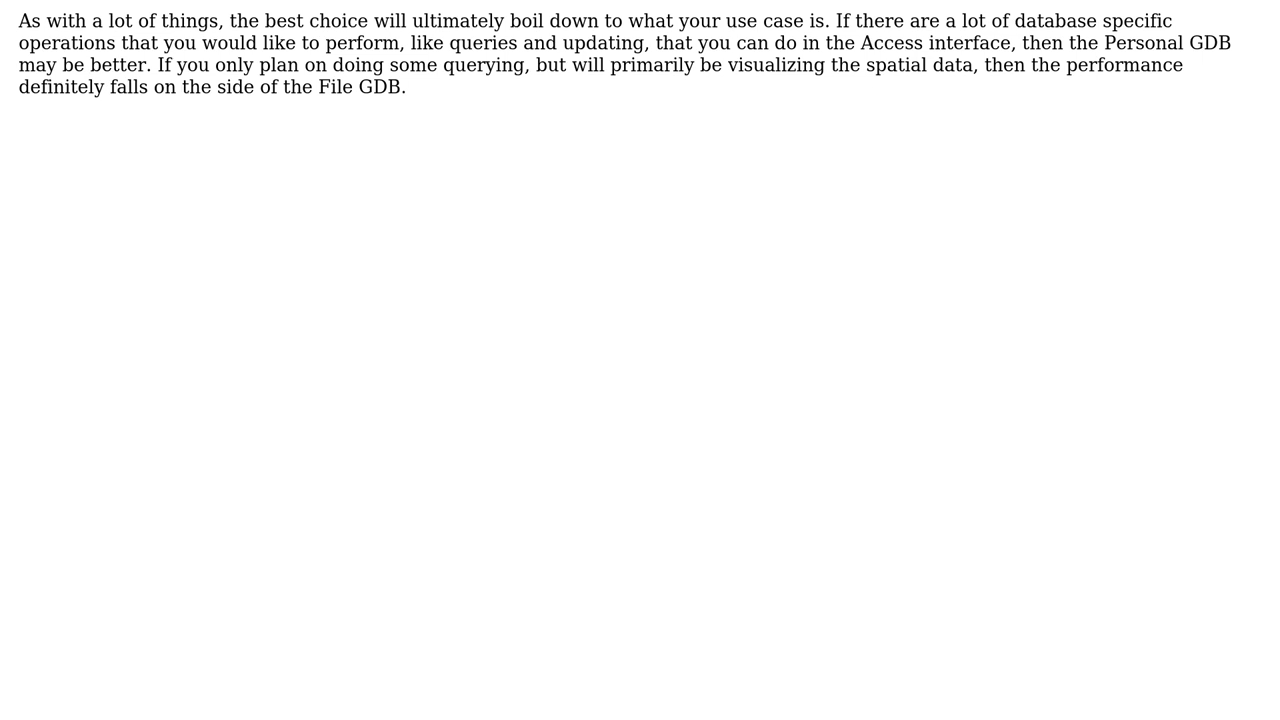 As with a lot of things, the best choice will ultimately boil down to what your use case is. If there are a lot of database specific
operations that you would like to perform, like queries and updating, that you can do in the Access interface, then the Personal GDB
may be better. If you only plan on doing some querying, but will primarily be visualizing the spatial data, then the performance
definitely falls on the side of the File GDB.